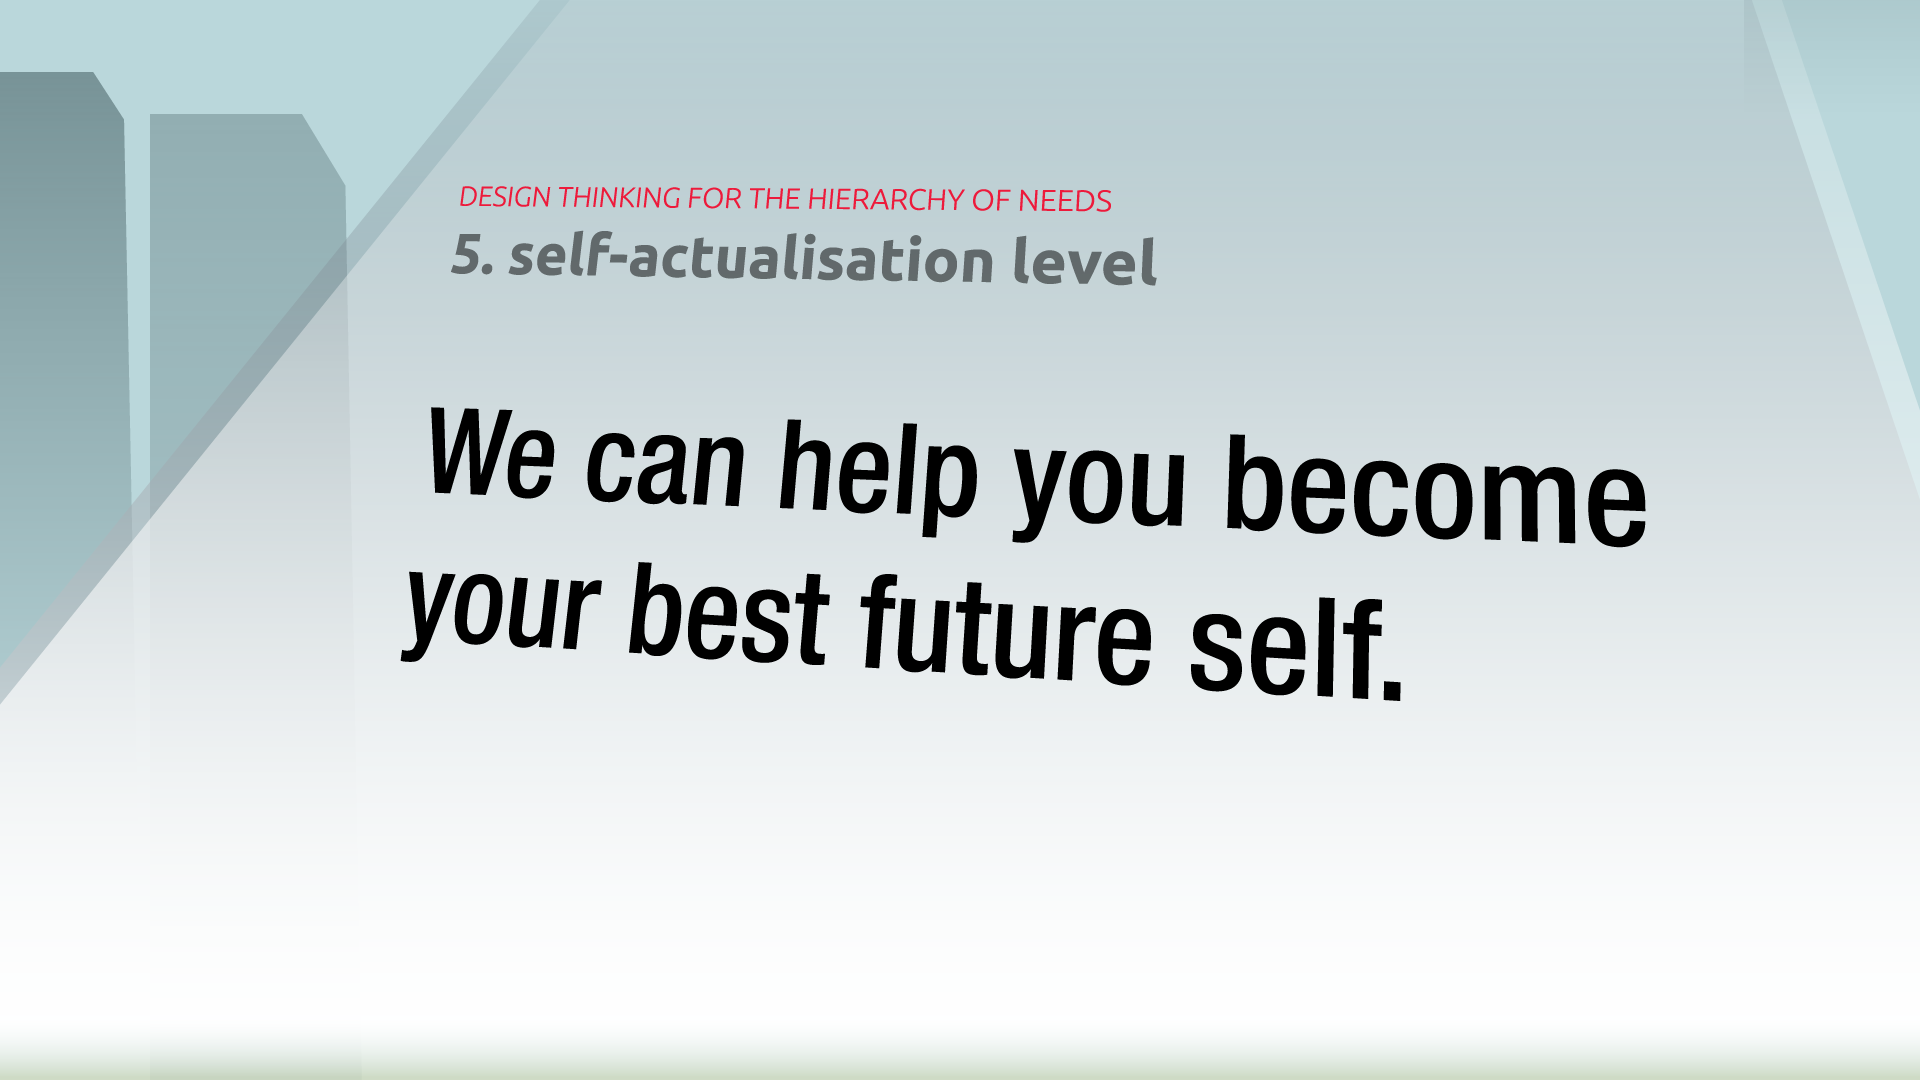 DESIGN THINKING FOR THE HIERARCHY OF NEEDS
5. self-actualisation level
We can help you become
your best future self.